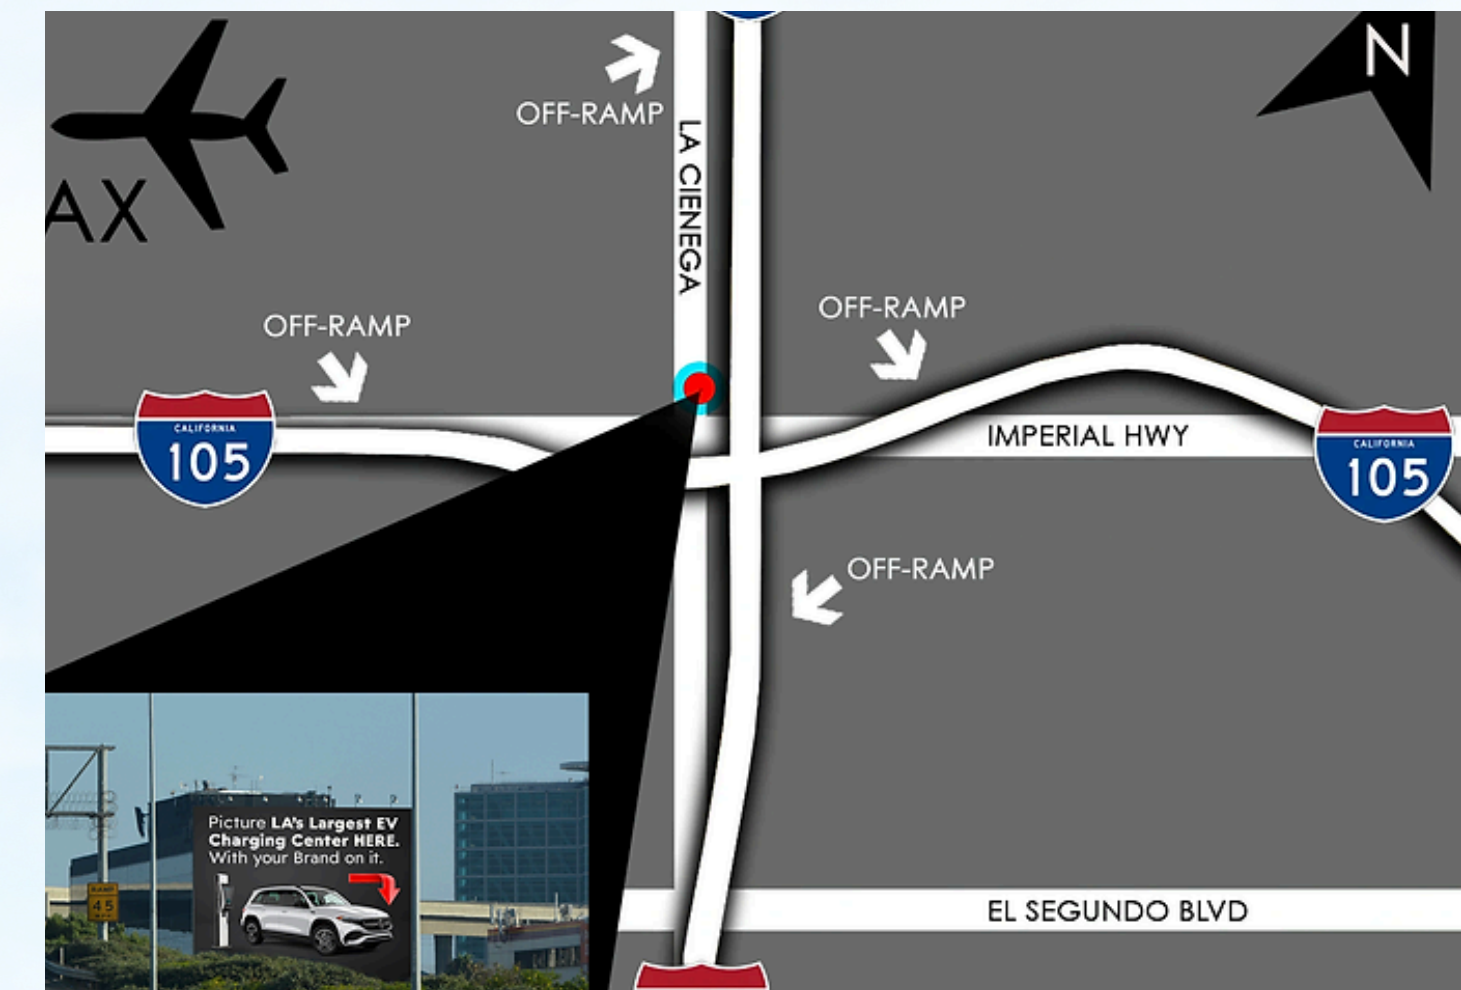 N
OFF-RAMP
LA CIENEGA
AX
OFF-RAMP
OFF-RAMP
CALIFORNIA
105
IMPERIAL HWY
CALIFORNIA
105
OFF-RAMP
Picture LA's Largest EV
Charging Center HERE.
With your Brand on it.
RAMP
45
EL SEGUNDO BLVD